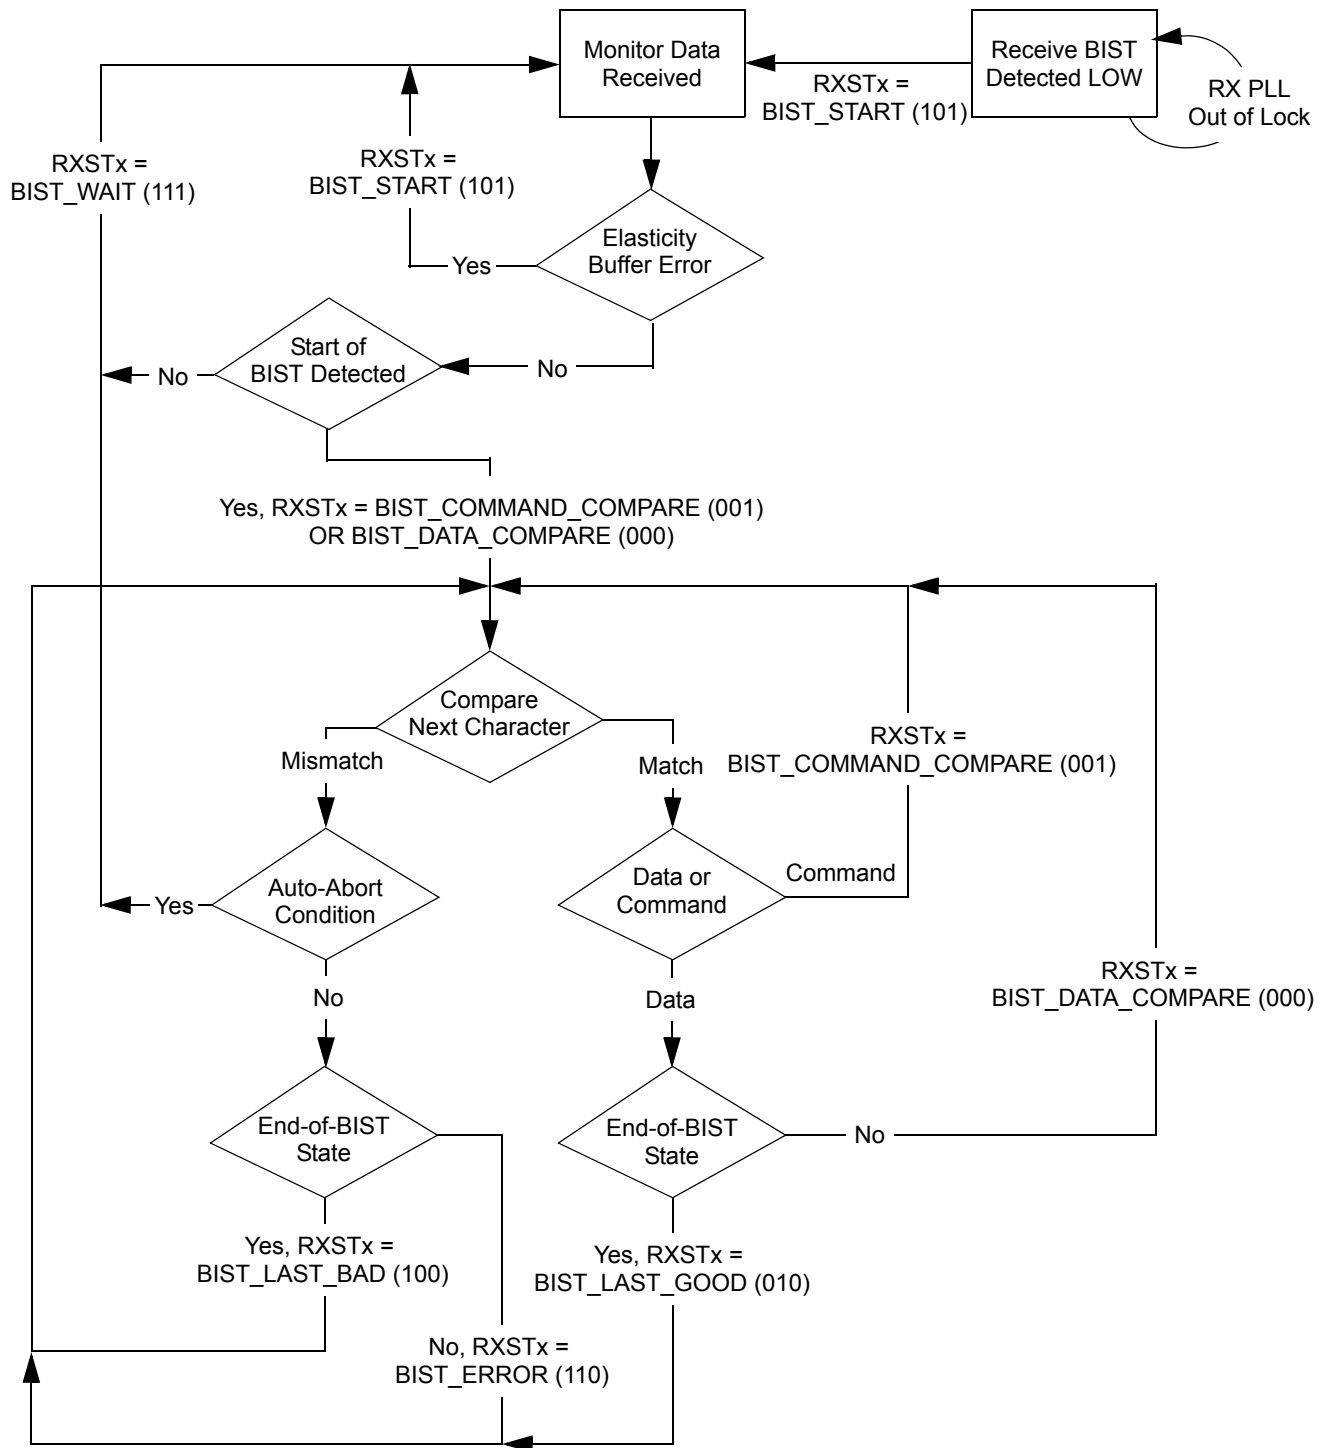 Monitor Data
Received
Receive BIST
Detected LOW
RXSTx =
BIST_START (101)
RX PLL
Out of Lock
RXSTx =
BIST_WAIT (111)
RXSTx =
BIST_START (101)
Elasticity
Buffer Error
Yes
Start of
BIST Detected
No
No
Yes, RXSTx = BIST_COMMAND_COMPARE (001)
OR BIST_DATA_COMPARE (000)
Compare
Next Character
Mismatch
Match
RXSTx =
BIST_COMMAND_COMPARE (001)
Auto-Abort
Condition
Yes
Data or
Command
Command
No
Data
RXSTx =
BIST_DATA_COMPARE (000)
End-of-BIST
State
End-of-BIST
State
No
Yes, RXSTx =
BIST_LAST_BAD (100)
Yes, RXSTx =
BIST_LAST_GOOD (010)
No, RXSTx =
BIST_ERROR (110)